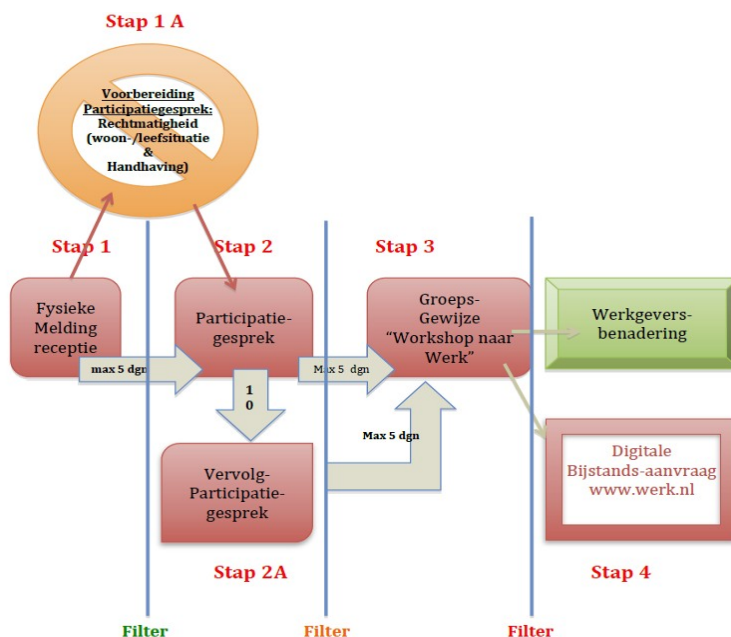 Stap 1 A
Voorbereiding
Participatiegesprek:
Rechtmatigheid
(woon-/leefsituatie
&
Handhaving)
Stap 1
Stap 2
Stap 3
Fysieke
Melding
receptie
max 5 dgn
Participatie-
gesprek
Max 5 dgn
Groeps-
Gewijze
“Workshop naar
Werk”
Werkgevers-
benadering
1
0
Vervolg-
Participatie-
gesprek
Max 5 dgn
Digitale
Bijstands-aanvraag
www.werk.nl
Stap 2A
Stap 4
Filter
Filter
Filter